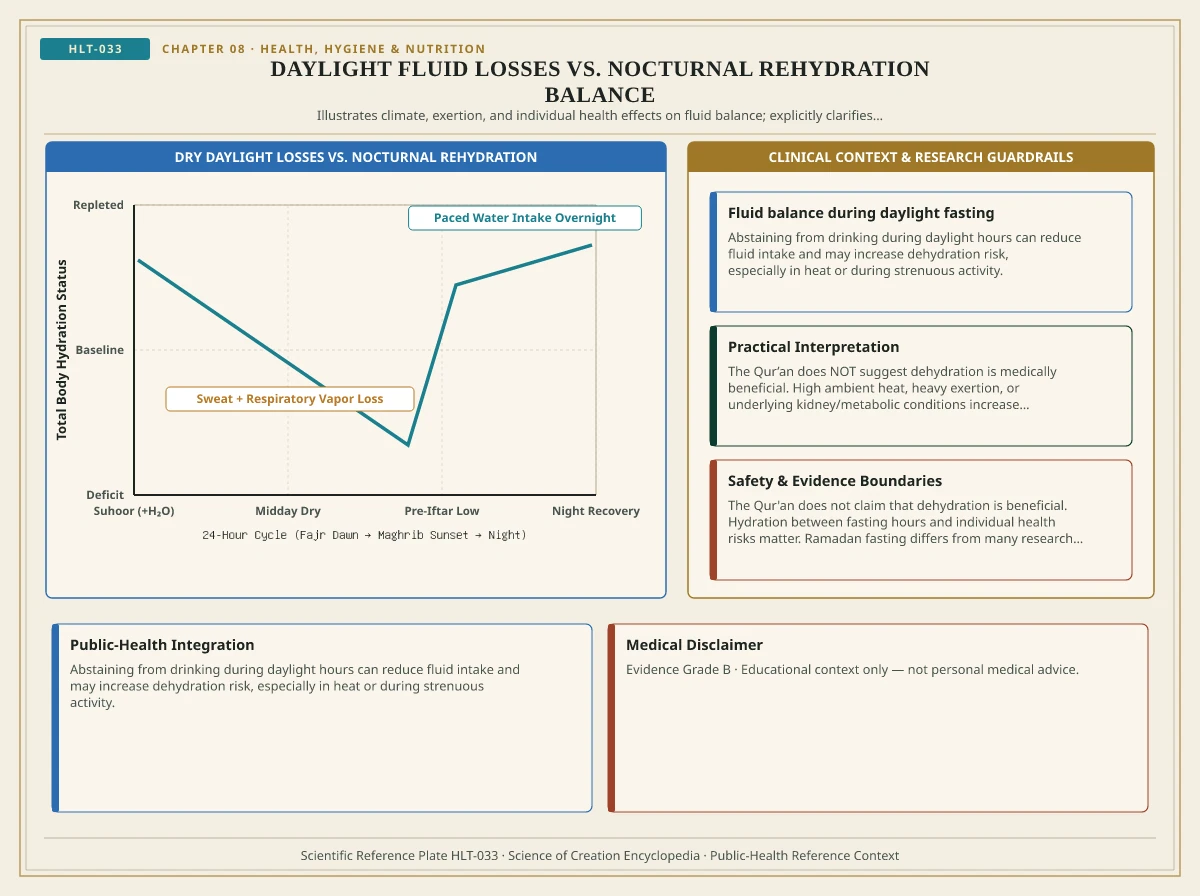 HLT-033
CHAPTER 08 · HEALTH, HYGIENE & NUTRITION
DAYLIGHT FLUID LOSSES VS. NOCTURNAL REHYDRATION
BALANCE
Illustrates climate, exertion, and individual health effects on fluid balance; explicitly clarifies…
DRY DAYLIGHT LOSSES VS. NOCTURNAL REHYDRATION
Repleted
Paced Water Intake Overnight
Total Body Hydration Status
Baseline
Sweat + Respiratory Vapor Loss
Deficit
Suhoor (+H₂O)
Midday Dry
Pre-Iftar Low
Night Recovery
24-Hour Cycle (Fajr Dawn → Maghrib Sunset → Night)
CLINICAL CONTEXT & RESEARCH GUARDRAILS
Fluid balance during daylight fasting
Abstaining from drinking during daylight hours can reduce
fluid intake and may increase dehydration risk,
especially in heat or during strenuous activity.
Practical Interpretation
The Qur’an does NOT suggest dehydration is medically
beneficial. High ambient heat, heavy exertion, or
underlying kidney/metabolic conditions increase…
Safety & Evidence Boundaries
The Qur'an does not claim that dehydration is beneficial.
Hydration between fasting hours and individual health
risks matter. Ramadan fasting differs from many research…
Public-Health Integration
Abstaining from drinking during daylight hours can reduce fluid intake and
may increase dehydration risk, especially in heat or during strenuous
activity.
Medical Disclaimer
Evidence Grade B · Educational context only — not personal medical advice.
Scientific Reference Plate HLT-033 · Science of Creation Encyclopedia · Public-Health Reference Context